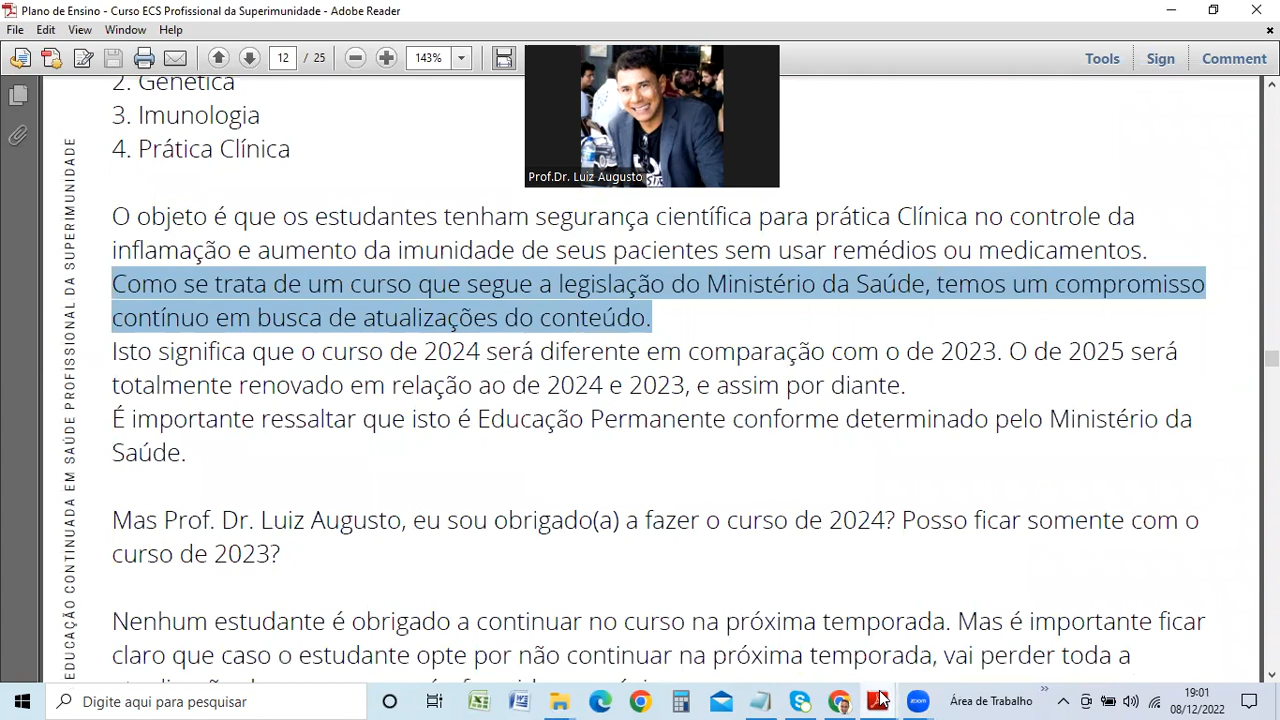 Plano de Ensino - Curso ECS Profissional da Superimunidade - Adobe Reader
File Edit View Window Help
12 / 25 143% Tools Sign Comment
2. Genética
3. Imunologia
4. Prática Clínica
Prof.Dr. Luiz Augusto
EDUCAÇÃO CONTINUADA EM SAÚDE PROFISSIONAL DA SUPERIMUNIDADE
O objeto é que os estudantes tenham segurança científica para prática Clínica no controle da
inflamação e aumento da imunidade de seus pacientes sem usar remédios ou medicamentos.
Como se trata de um curso que segue a legislação do Ministério da Saúde, temos um compromisso
contínuo em busca de atualizações do conteúdo.
Isto significa que o curso de 2024 será diferente em comparação com o de 2023. O de 2025 será
totalmente renovado em relação ao de 2024 e 2023, e assim por diante.
É importante ressaltar que isto é Educação Permanente conforme determinado pelo Ministério da
Saúde.
Mas Prof. Dr. Luiz Augusto, eu sou obrigado(a) a fazer o curso de 2024? Posso ficar somente com o
curso de 2023?
Nenhum estudante é obrigado a continuar no curso na próxima temporada. Mas é importante ficar
claro que caso o estudante opte por não continuar na próxima temporada, vai perder toda a
Digite aqui para pesquisar
Área de Trabalho
19:01
08/12/2022